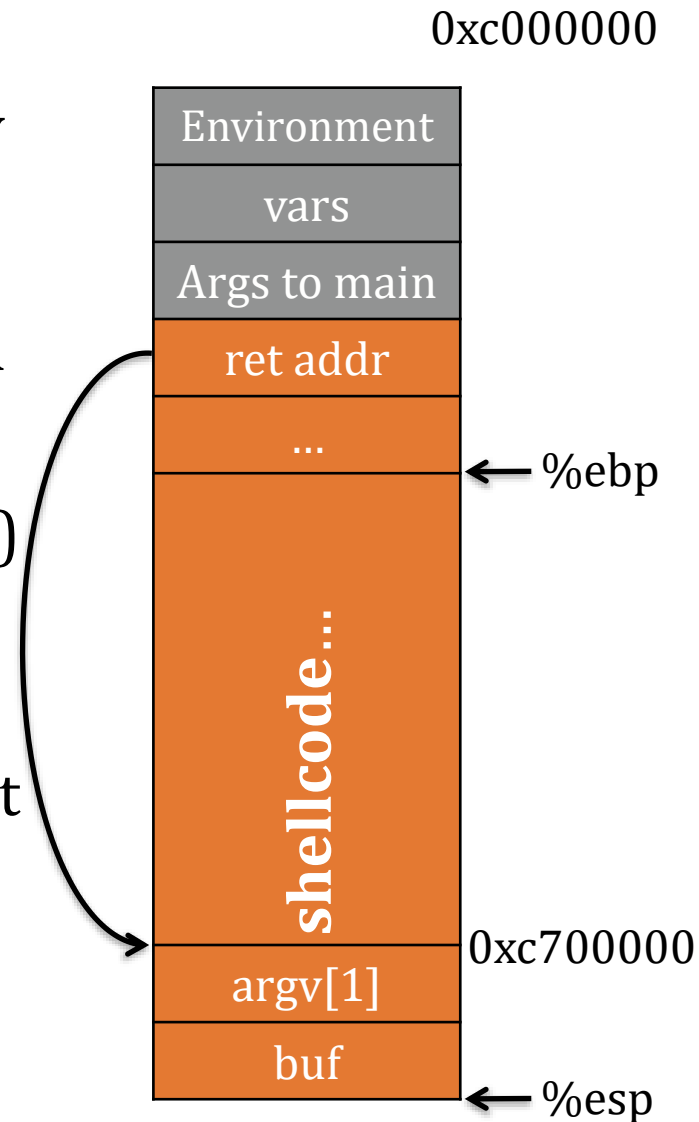 0xc000000
Environment
vars
Args to main
ret addr
...
%ebp
shellcode...
0xc700000
argv[1]
buf
%esp